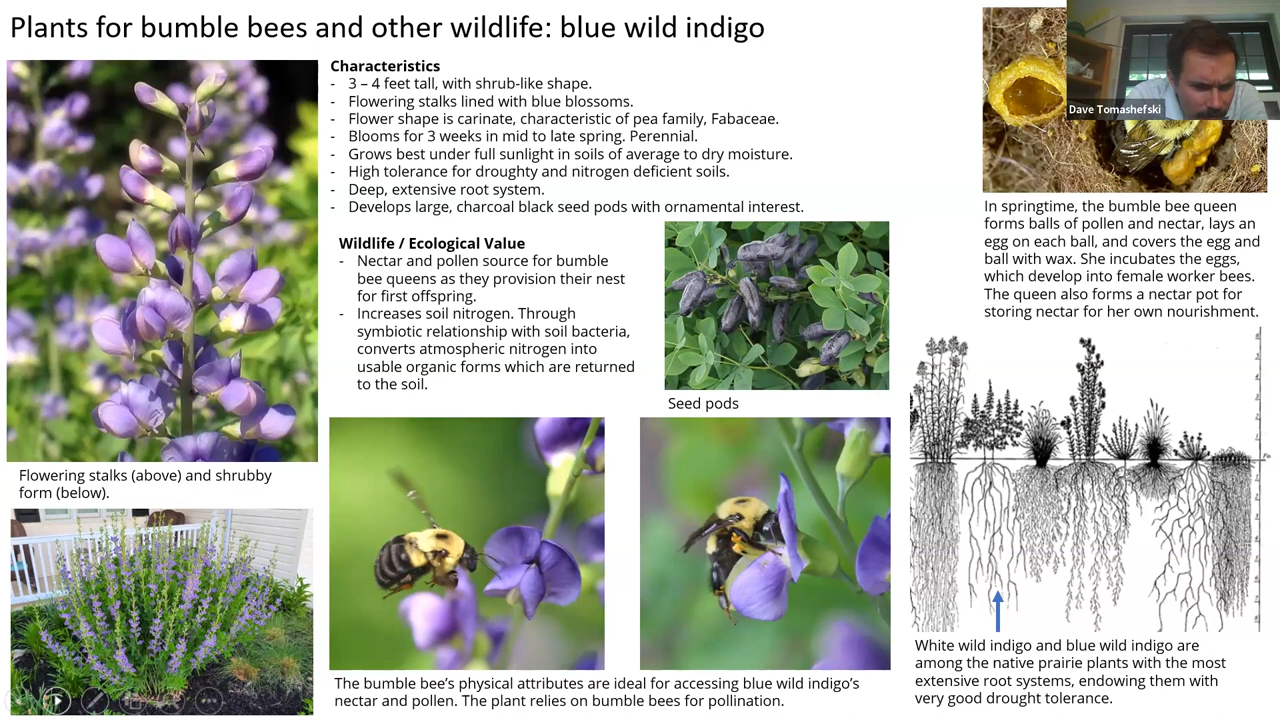 Plants for bumble bees and other wildlife: blue wild indigo
Characteristics
- 3 – 4 feet tall, with shrub-like shape.
- Flowering stalks lined with blue blossoms.
- Flower shape is carinate, characteristic of pea family, Fabaceae.
- Blooms for 3 weeks in mid to late spring. Perennial.
- Grows best under full sunlight in soils of average to dry moisture.
- High tolerance for droughty and nitrogen deficient soils.
- Deep, extensive root system.
- Develops large, charcoal black seed pods with ornamental interest.
Wildlife / Ecological Value
- Nectar and pollen source for bumble
bee queens as they provision their nest
for first offspring.
- Increases soil nitrogen. Through
symbiotic relationship with soil bacteria,
converts atmospheric nitrogen into
usable organic forms which are returned
to the soil.
Seed pods
Flowering stalks (above) and shrubby
form (below).
The bumble bee’s physical attributes are ideal for accessing blue wild indigo’s
nectar and pollen. The plant relies on bumble bees for pollination.
Dave Tomashefski
In springtime, the bumble bee queen
forms balls of pollen and nectar, lays an
egg on each ball, and covers the egg and
ball with wax. She incubates the eggs,
which develop into female worker bees.
The queen also forms a nectar pot for
storing nectar for her own nourishment.
White wild indigo and blue wild indigo are
among the native prairie plants with the most
extensive root systems, endowing them with
very good drought tolerance.